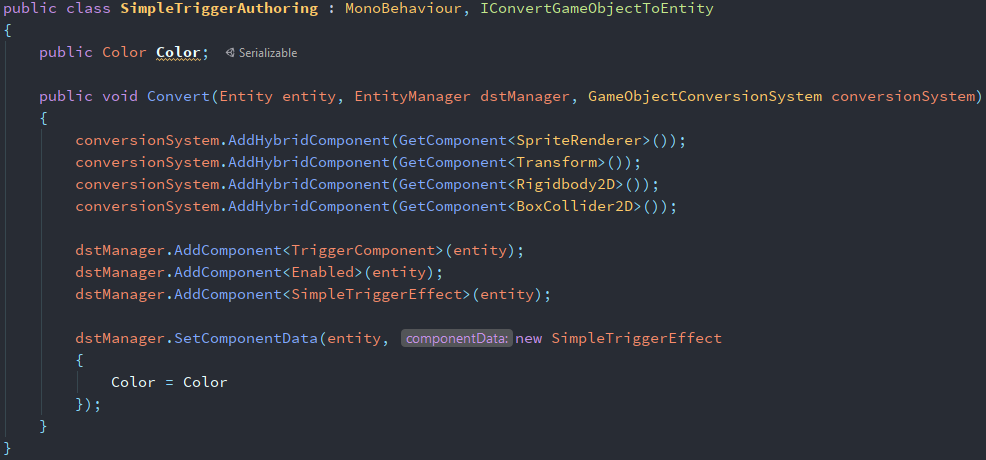 public class SimpleTriggerAuthoring : MonoBehaviour, IConvertGameObjectToEntity
{
public Color Color; Serializable
public void Convert(Entity entity, EntityManager dstManager, GameObjectConversionSystem conversionSystem)
{
conversionSystem.AddHybridComponent(GetComponent<SpriteRenderer>());
conversionSystem.AddHybridComponent(GetComponent<Transform>());
conversionSystem.AddHybridComponent(GetComponent<Rigidbody2D>());
conversionSystem.AddHybridComponent(GetComponent<BoxCollider2D>());
dstManager.AddComponent<TriggerComponent>(entity);
dstManager.AddComponent<Enabled>(entity);
dstManager.AddComponent<SimpleTriggerEffect>(entity);
dstManager.SetComponentData(entity, componentData: new SimpleTriggerEffect
{
Color = Color
});
}
}